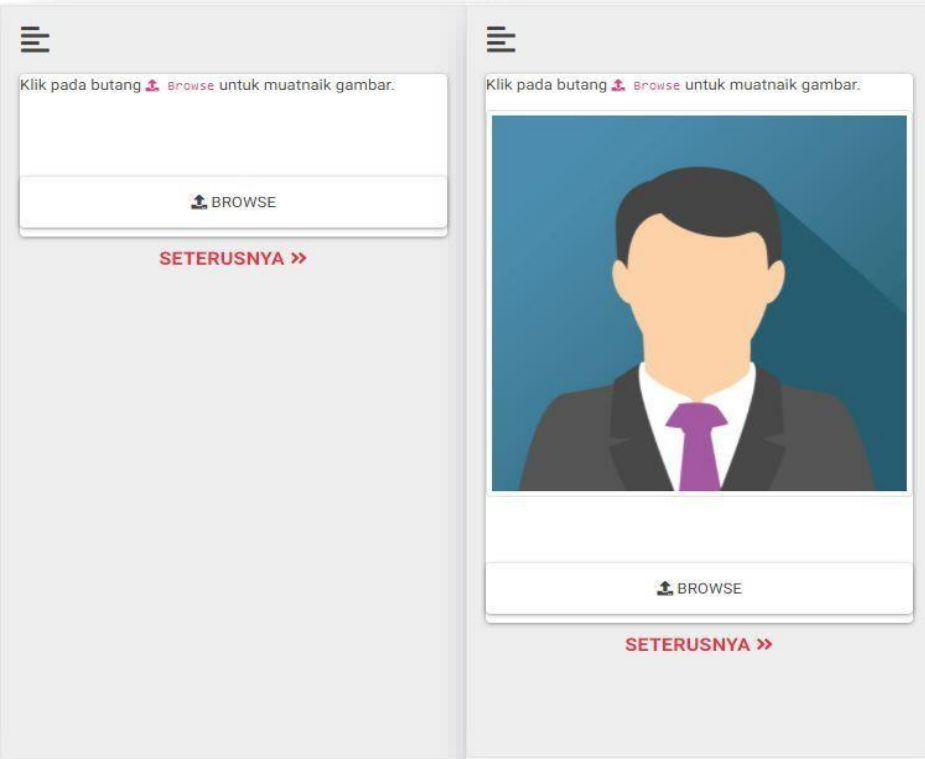 Klik pada butang Browse untuk muatnaik gambar.
BROWSE
SETERUSNYA »
Klik pada butang Browse untuk muatnaik gambar.
BROWSE
SETERUSNYA »